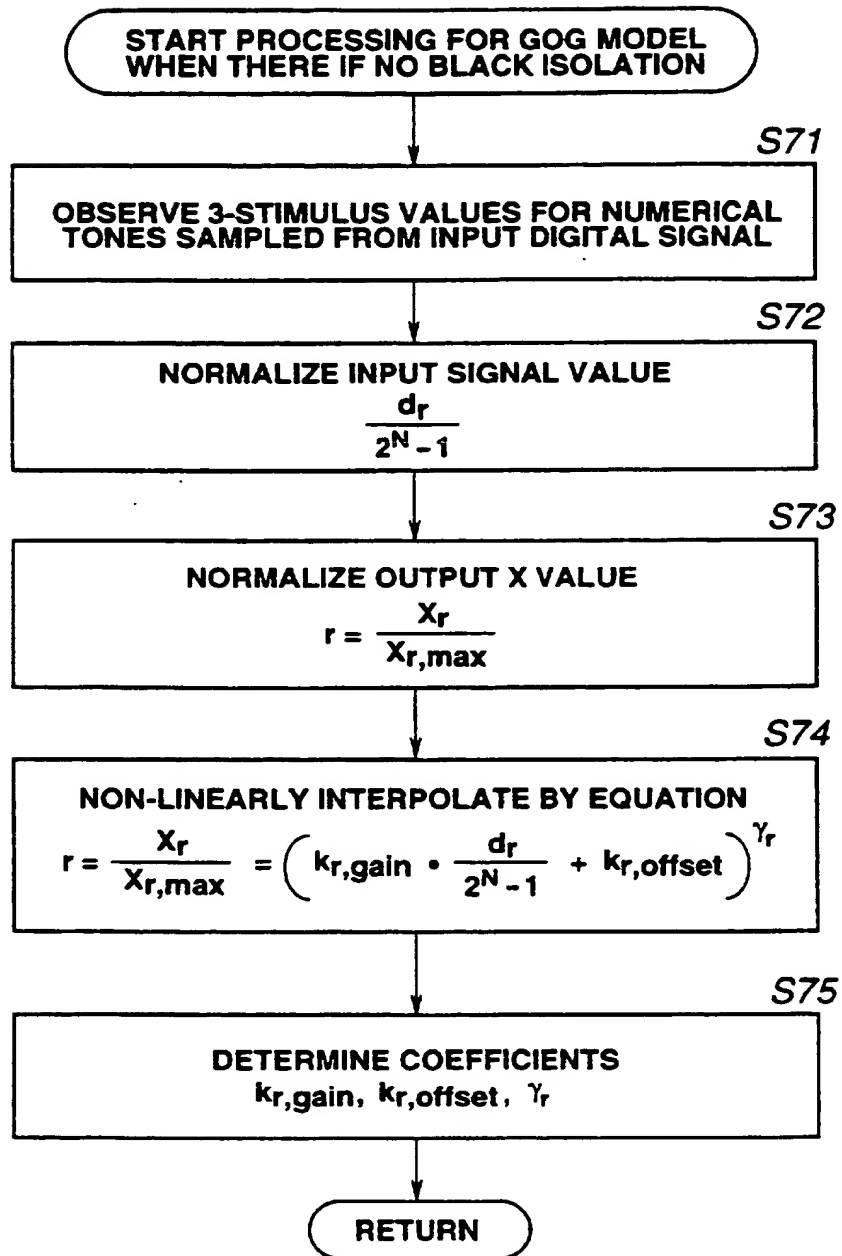 START PROCESSING FOR GOG MODEL
WHEN THERE IF NO BLACK ISOLATION
S71
OBSERVE 3-STIMULUS VALUES FOR NUMERICAL
TONES SAMPLED FROM INPUT DIGITAL SIGNAL
S72
NORMALIZE INPUT SIGNAL VALUE
dr / 2^N - 1
S73
NORMALIZE OUTPUT X VALUE
r = Xr / Xr,max
S74
NON-LINEARLY INTERPOLATE BY EQUATION
r = Xr / Xr,max = ( kr,gain • dr / 2^N - 1 + kr,offset )^γr
S75
DETERMINE COEFFICIENTS
kr,gain, kr,offset, γr
RETURN